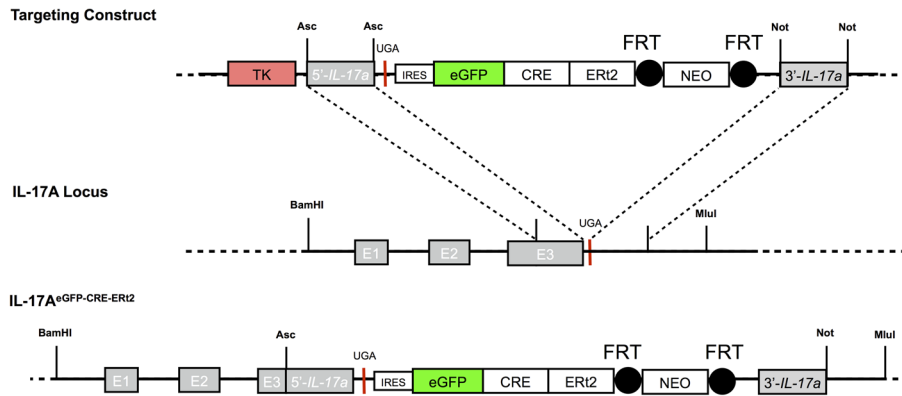 Targeting Construct
Asc Asc UGA FRT FRT Not Not
TK 5'-IL-17a IRES eGFP CRE ERt2 NEO 3'-IL-17a
IL-17A Locus
BamHI UGA MluI
E1 E2 E3
IL-17AeGFP-CRE-ERt2
BamHI Asc UGA FRT FRT Not MluI
E1 E2 E3 5'-IL-17a IRES eGFP CRE ERt2 NEO 3'-IL-17a